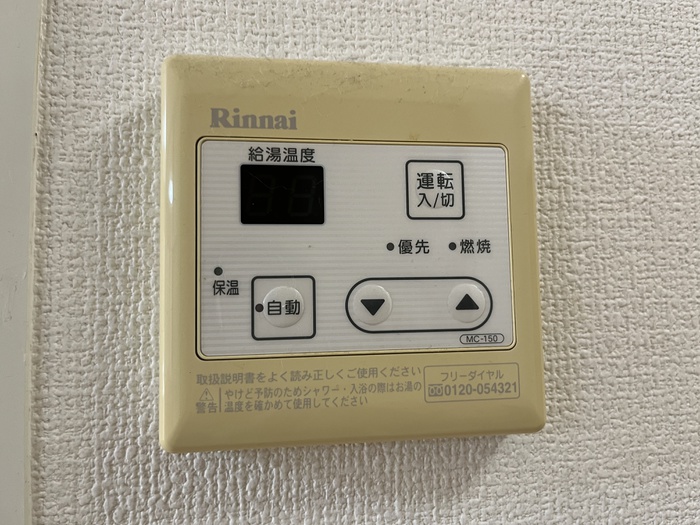 Rinnai
給湯温度
運転
入/切
優先
燃焼
保温
自動
▼
▲
MC-150
取扱説明書をよく読み正しくご使用ください
警告
やけど予防のためシャワー・入浴の際はお湯の
温度を確かめて使用してください
フリーダイヤル
0120-054321